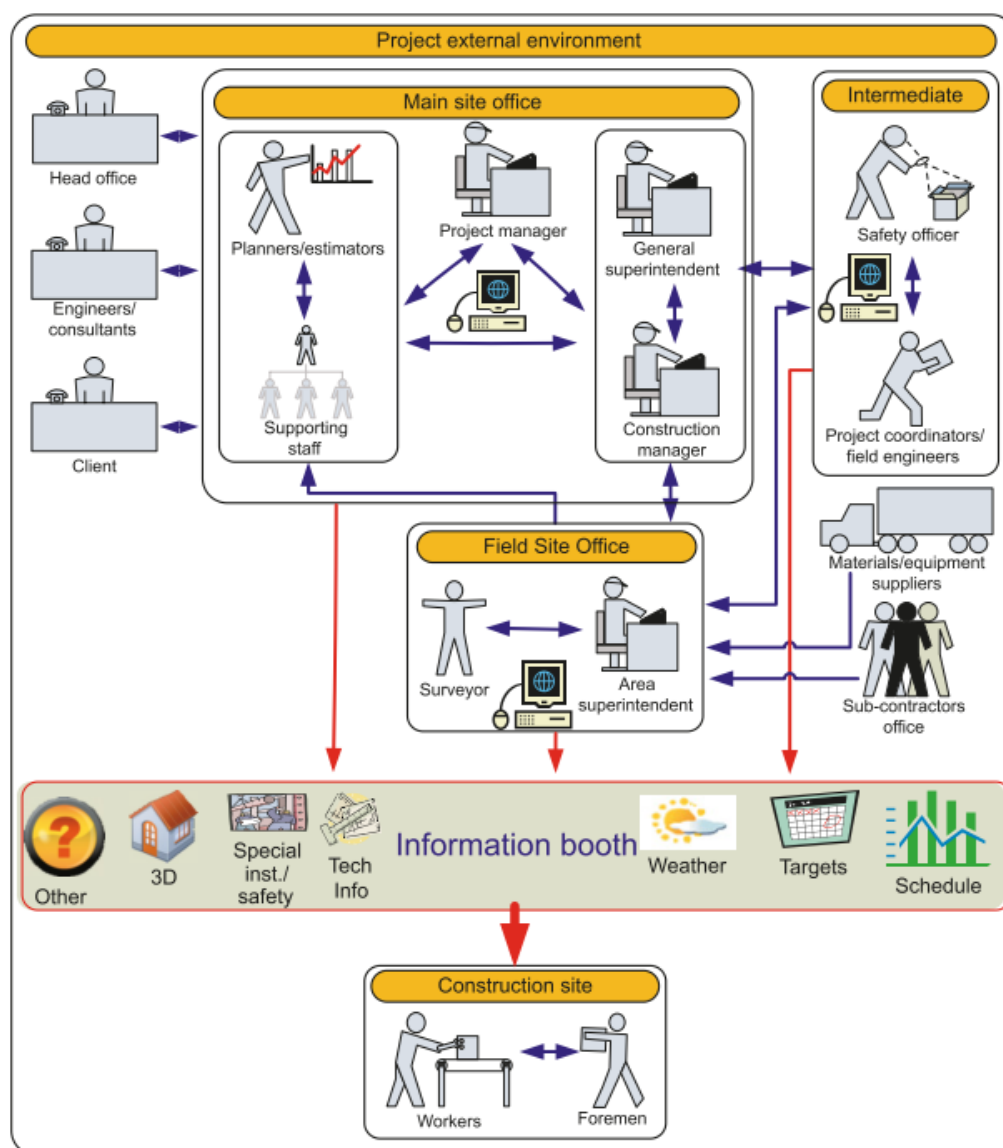 Project external environment
Main site office
Intermediate
Head office
Planners/estimators
Project manager
General
superintendent
Safety officer
Engineers/
consultants
Supporting
staff
Construction
manager
Project coordinators/
field engineers
Client
Field Site Office
Materials/equipment
suppliers
Surveyor
Area
superintendent
Sub-contractors
office
Information booth
Other
3D
Special
inst./
safety
Tech
Info
Weather
Targets
Schedule
Construction site
Workers
Foremen